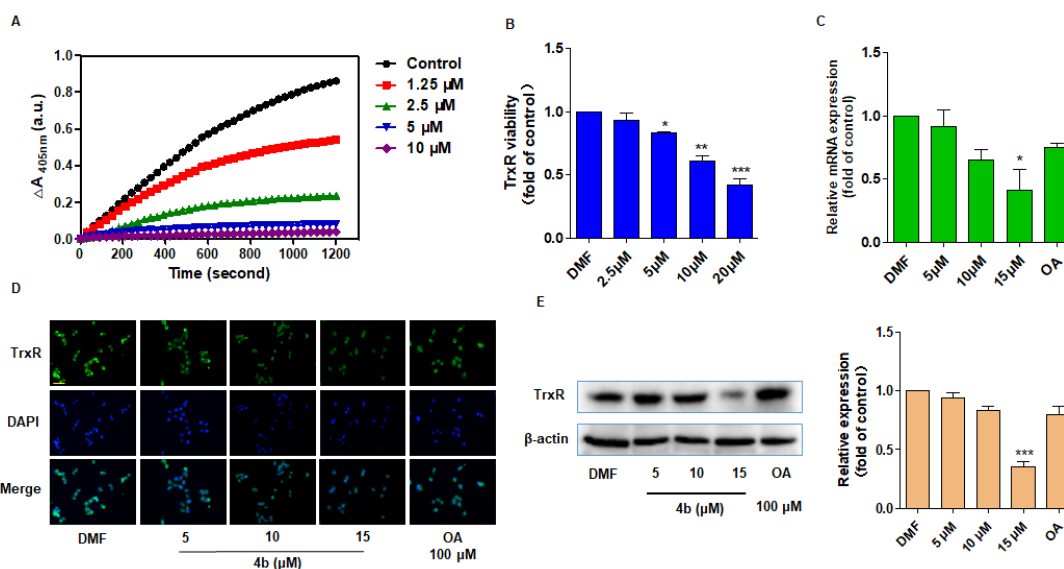 A
△A 405nm (a.u.)
1.0
0.8
0.6
0.4
0.2
0.0
0 200 400 600 800 1000 1200
Time (second)
Control
1.25 µM
2.5 µM
5 µM
10 µM
B
TrxR viability
(fold of control)
1.5
1.0
0.5
0.0
*
**
***
DMF 2.5µM 5µM 10µM 20µM
C
Relative mRNA expression
(fold of control)
1.5
1.0
0.5
0.0
*
DMF 5µM 10µM 15µM OA
D
TrxR
DAPI
Merge
DMF 5 10 15 OA
100 µM
4b (µM)
E
TrxR
β-actin
DMF 5 10 15 OA
4b (µM) 100 µM
Relative expression
(fold of control)
1.5
1.0
0.5
0.0
***
DMF 5 µM 10 µM 15 µM OA